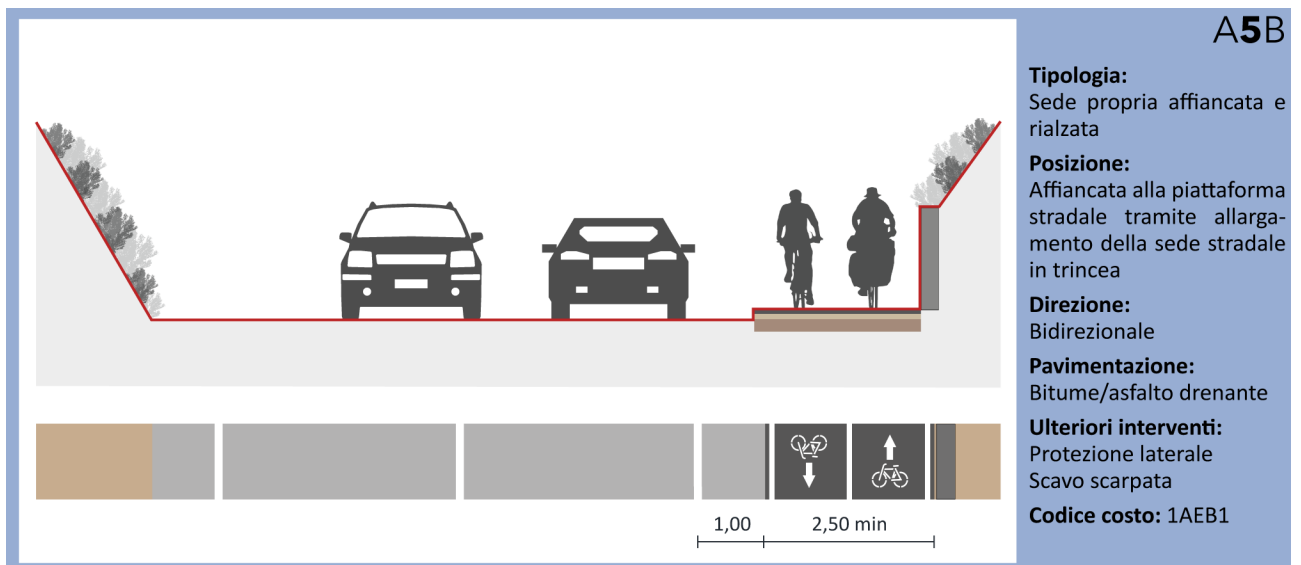 A5B
Tipologia:
Sede propria affiancata e
rialzata
Posizione:
Affiancata alla piattaforma
stradale tramite allarga-
mento della sede stradale
in trincea
Direzione:
Bidirezionale
Pavimentazione:
Bitume/asfalto drenante
Ulteriori interventi:
Protezione laterale
Scavo scarpata
Codice costo: 1AEB1
1,00
2,50 min